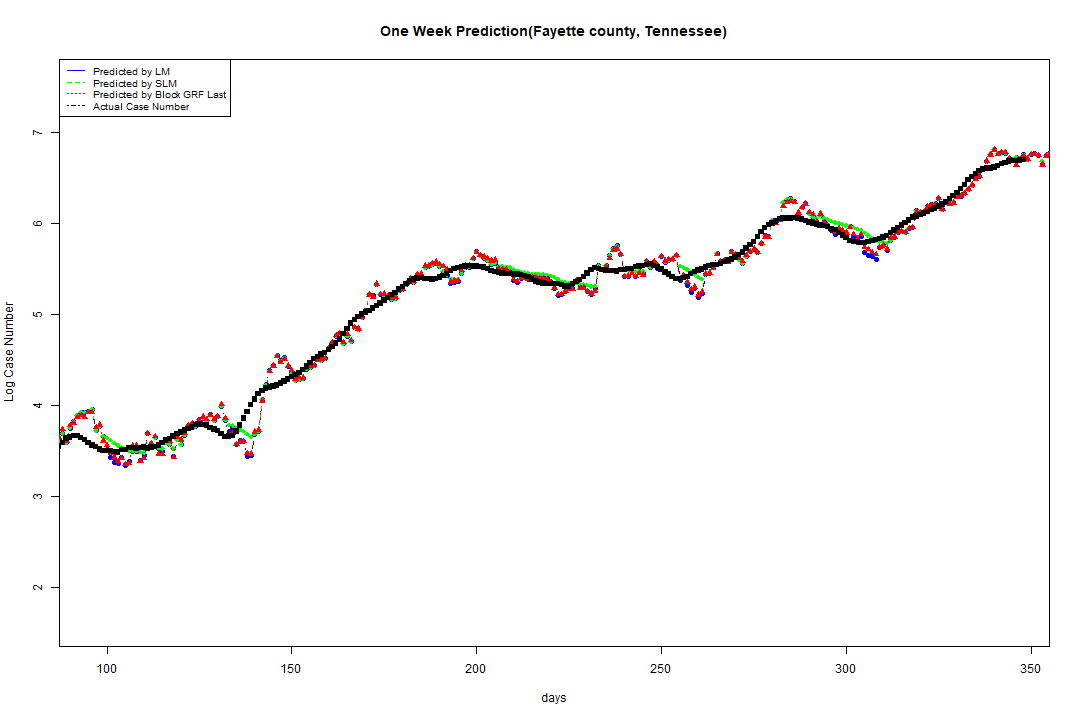 One Week Prediction(Fayette county, Tennessee)
Predicted by LM
Predicted by SLM
Predicted by Block GRF Last
Actual Case Number
7
6
5
4
3
2
Log Case Number
100 150 200 250 300 350
days